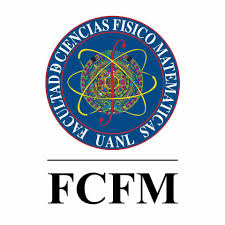 FACULTAD DE CIENCIAS FISICO MATEMATICAS
UANL
FCFM